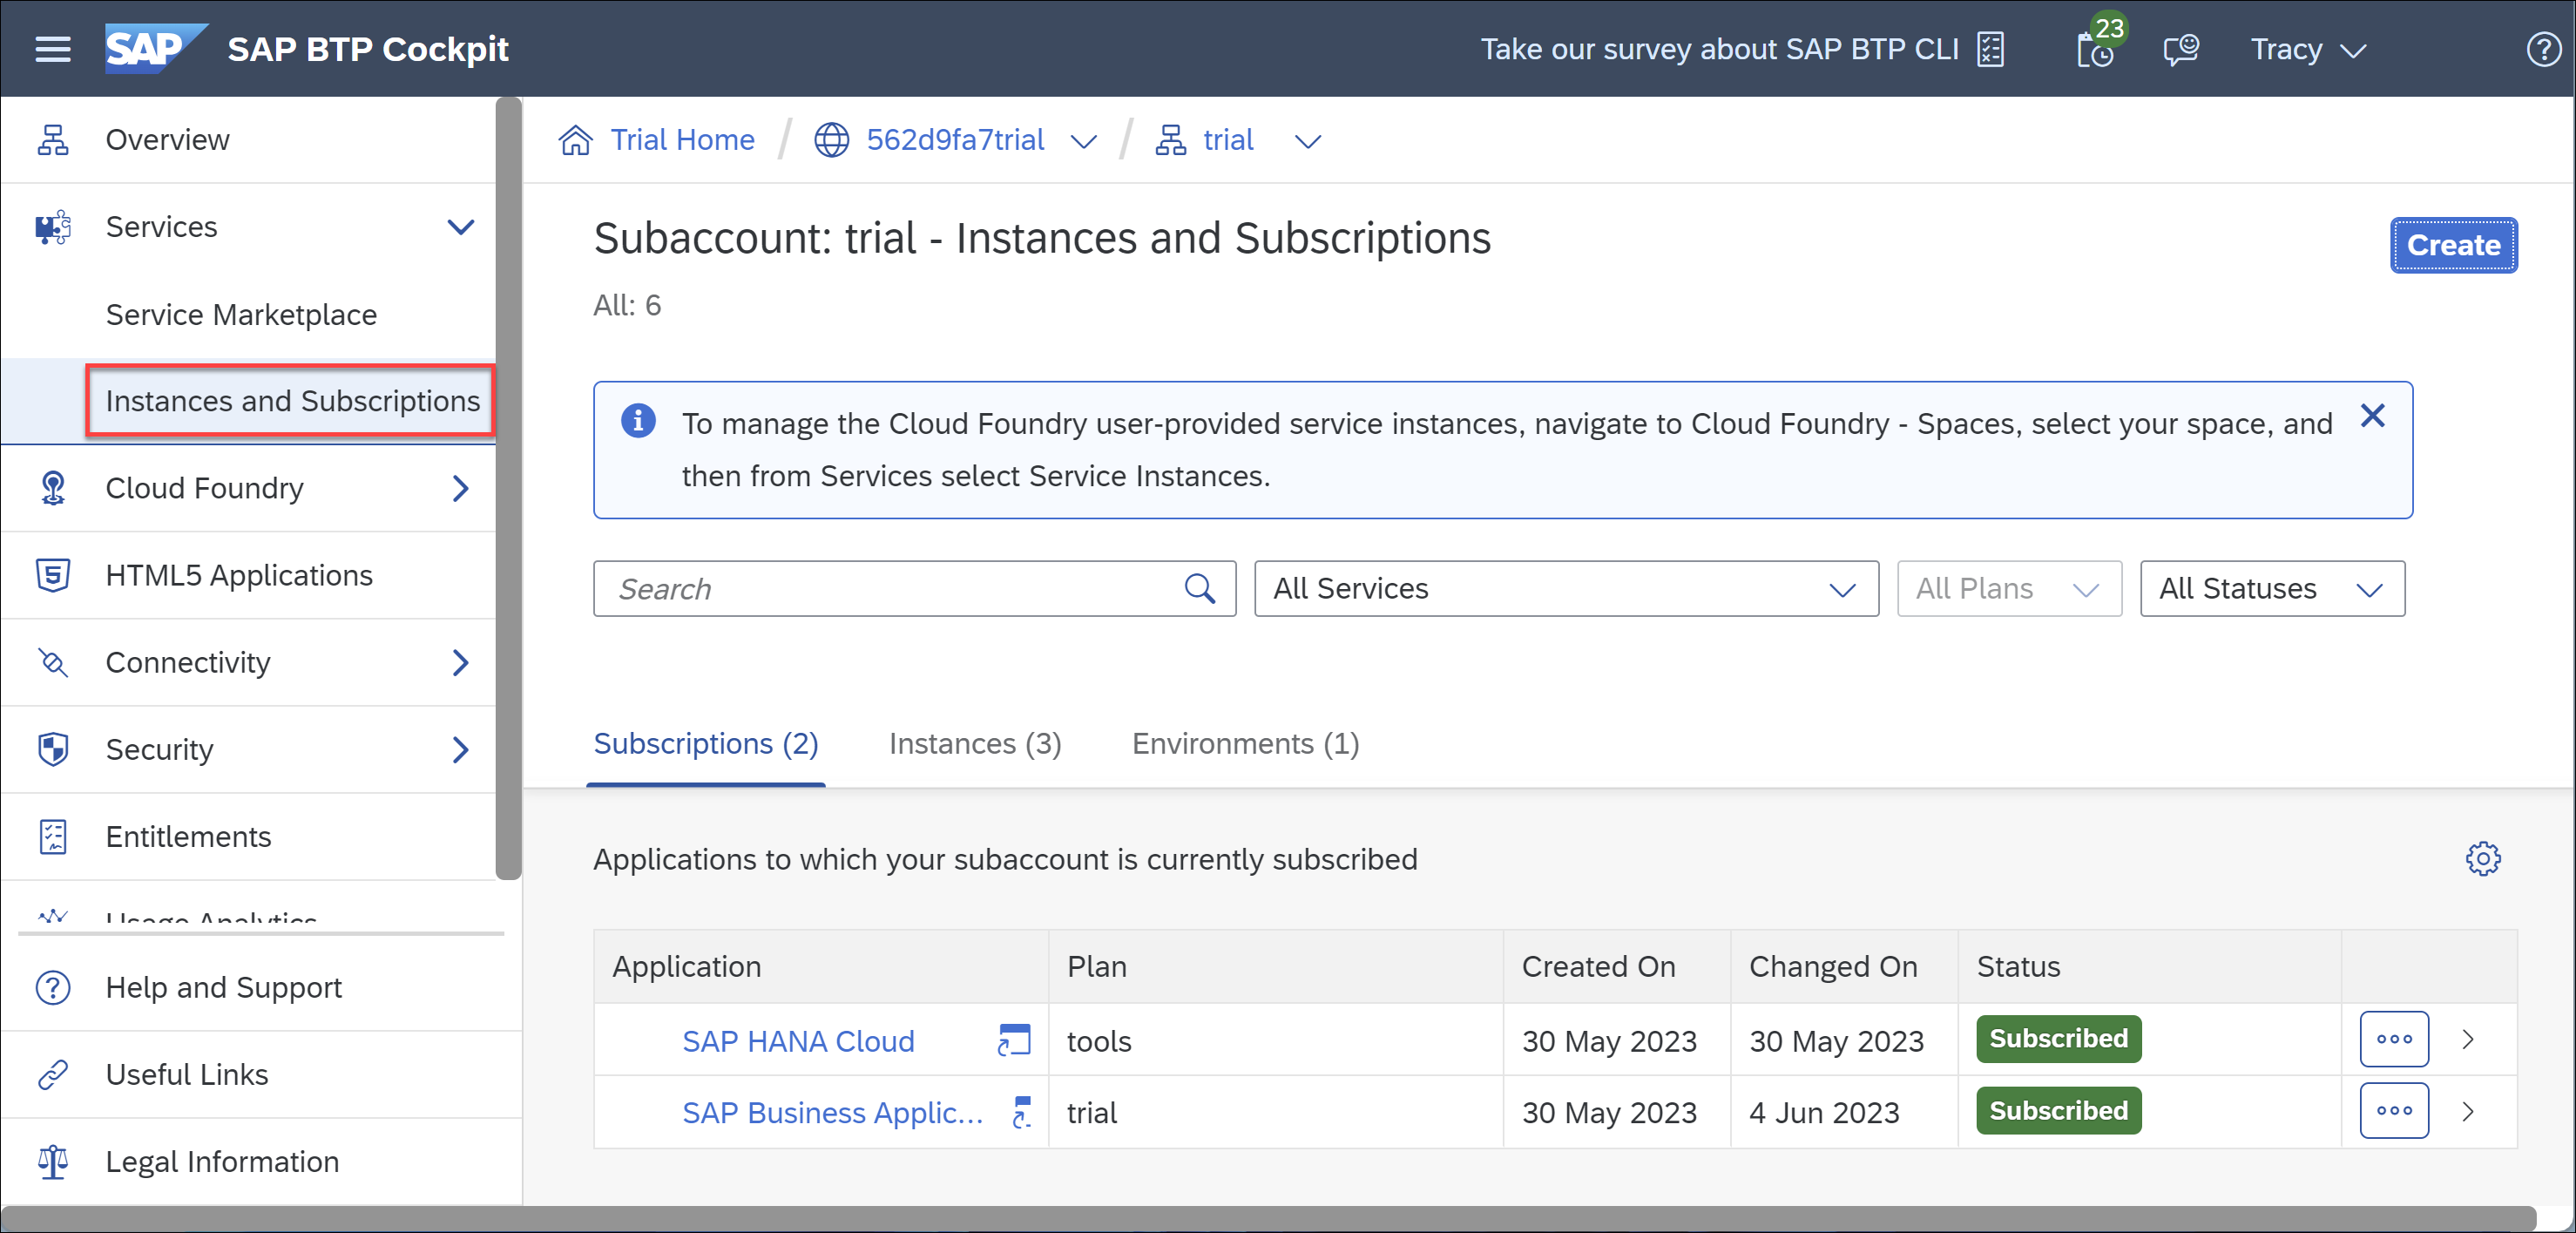 SAP SAP BTP Cockpit
Take our survey about SAP BTP CLI
23
Tracy
Overview
Services
Service Marketplace
Instances and Subscriptions
Cloud Foundry
HTML5 Applications
Connectivity
Security
Entitlements
Usage Analytics
Help and Support
Useful Links
Legal Information
Trial Home / 562d9fa7trial / trial
Subaccount: trial - Instances and Subscriptions
Create
All: 6
To manage the Cloud Foundry user-provided service instances, navigate to Cloud Foundry - Spaces, select your space, and
then from Services select Service Instances.
Search
All Services
All Plans
All Statuses
Subscriptions (2) Instances (3) Environments (1)
Applications to which your subaccount is currently subscribed
Application Plan Created On Changed On Status
SAP HANA Cloud tools 30 May 2023 30 May 2023 Subscribed
SAP Business Applic... trial 30 May 2023 4 Jun 2023 Subscribed